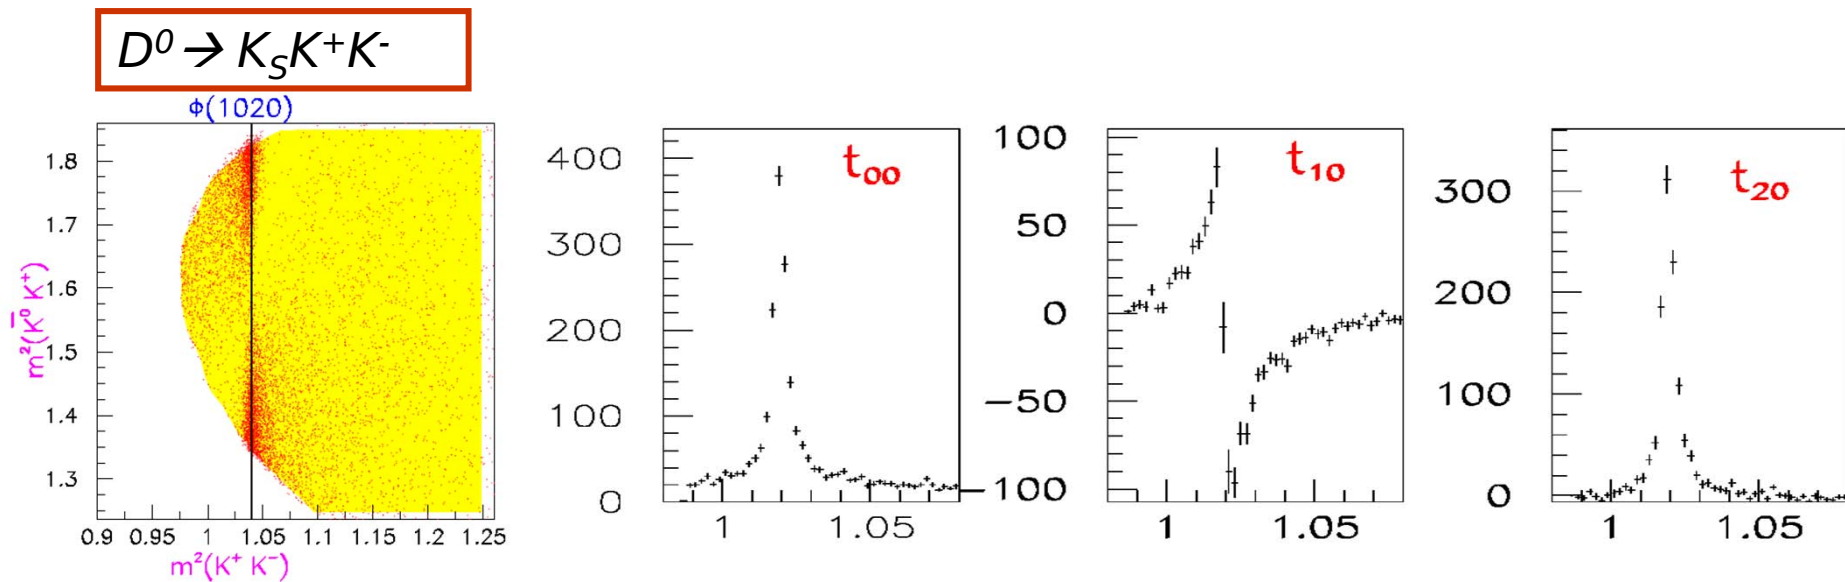 D⁰ → K_S K⁺K⁻
Φ(1020)
m²(K̄⁰ K⁺)
1.8
1.7
1.6
1.5
1.4
1.3
0.9 0.95 1 1.05 1.1 1.15 1.2 1.25
m²(K⁺ K⁻)
t₀₀
400
300
200
100
0
1 1.05
t₁₀
100
50
0
−50
−100
1 1.05
t₂₀
300
200
100
0
1 1.05